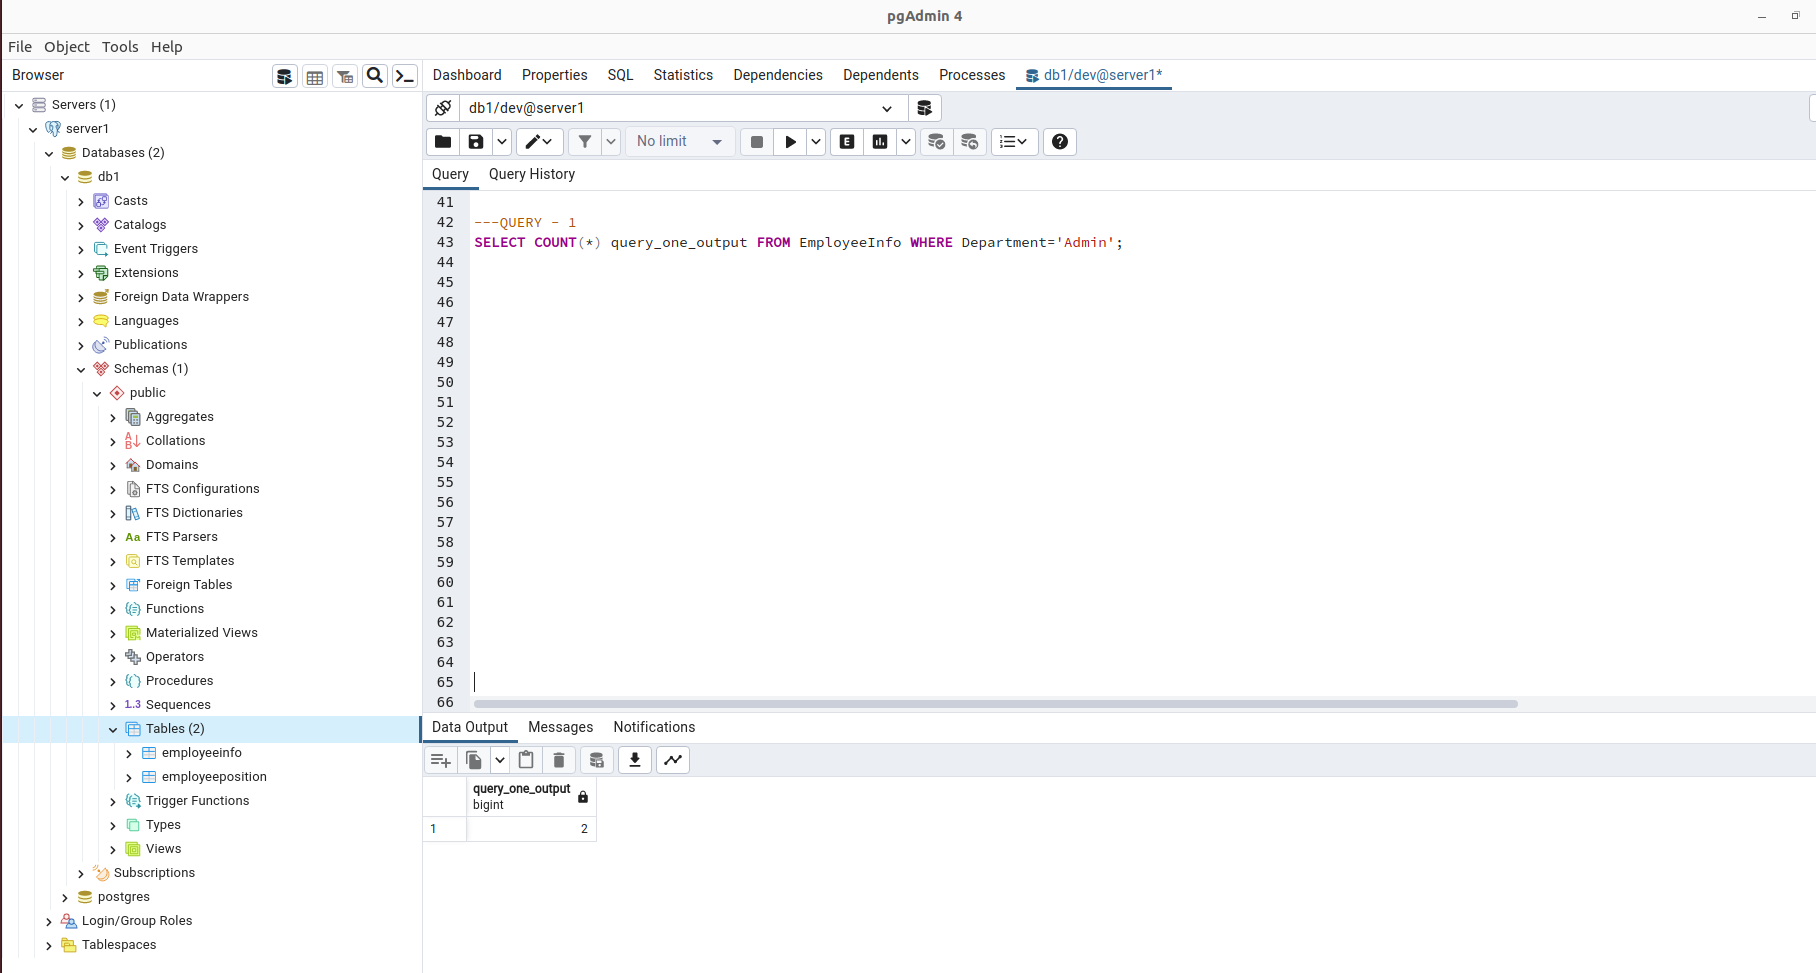 pgAdmin 4
File Object Tools Help
Browser
Dashboard Properties SQL Statistics Dependencies Dependents Processes db1/dev@server1*
Servers (1)
server1
Databases (2)
db1
Casts
Catalogs
Event Triggers
Extensions
Foreign Data Wrappers
Languages
Publications
Schemas (1)
public
Aggregates
Collations
Domains
FTS Configurations
FTS Dictionaries
Aa FTS Parsers
FTS Templates
Foreign Tables
Functions
Materialized Views
Operators
Procedures
1..3 Sequences
Tables (2)
employeeinfo
employeeposition
Trigger Functions
Types
Views
Subscriptions
postgres
Login/Group Roles
Tablespaces
db1/dev@server1
No limit E
Query Query History
41
42 ---QUERY - 1
43 SELECT COUNT(*) query_one_output FROM EmployeeInfo WHERE Department='Admin';
44
45
46
47
48
49
50
51
52
53
54
55
56
57
58
59
60
61
62
63
64
65
66
Data Output Messages Notifications
query_one_output
bigint
1 2